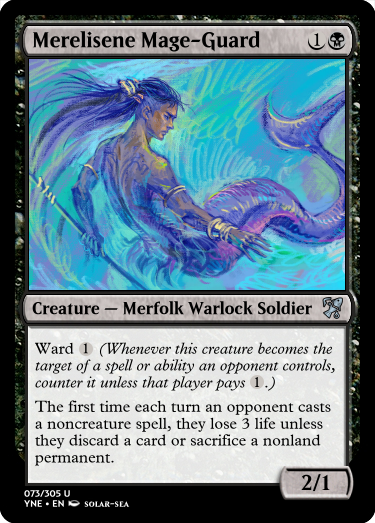 Merelisene Mage-Guard 1
Creature — Merfolk Warlock Soldier
Ward 1 (Whenever this creature becomes the
target of a spell or ability an opponent controls,
counter it unless that player pays 1.)
The first time each turn an opponent casts
a noncreature spell, they lose 3 life unless
they discard a card or sacrifice a nonland
permanent.
2/1
073/305 U
YNE • EN SOLAR-SEA